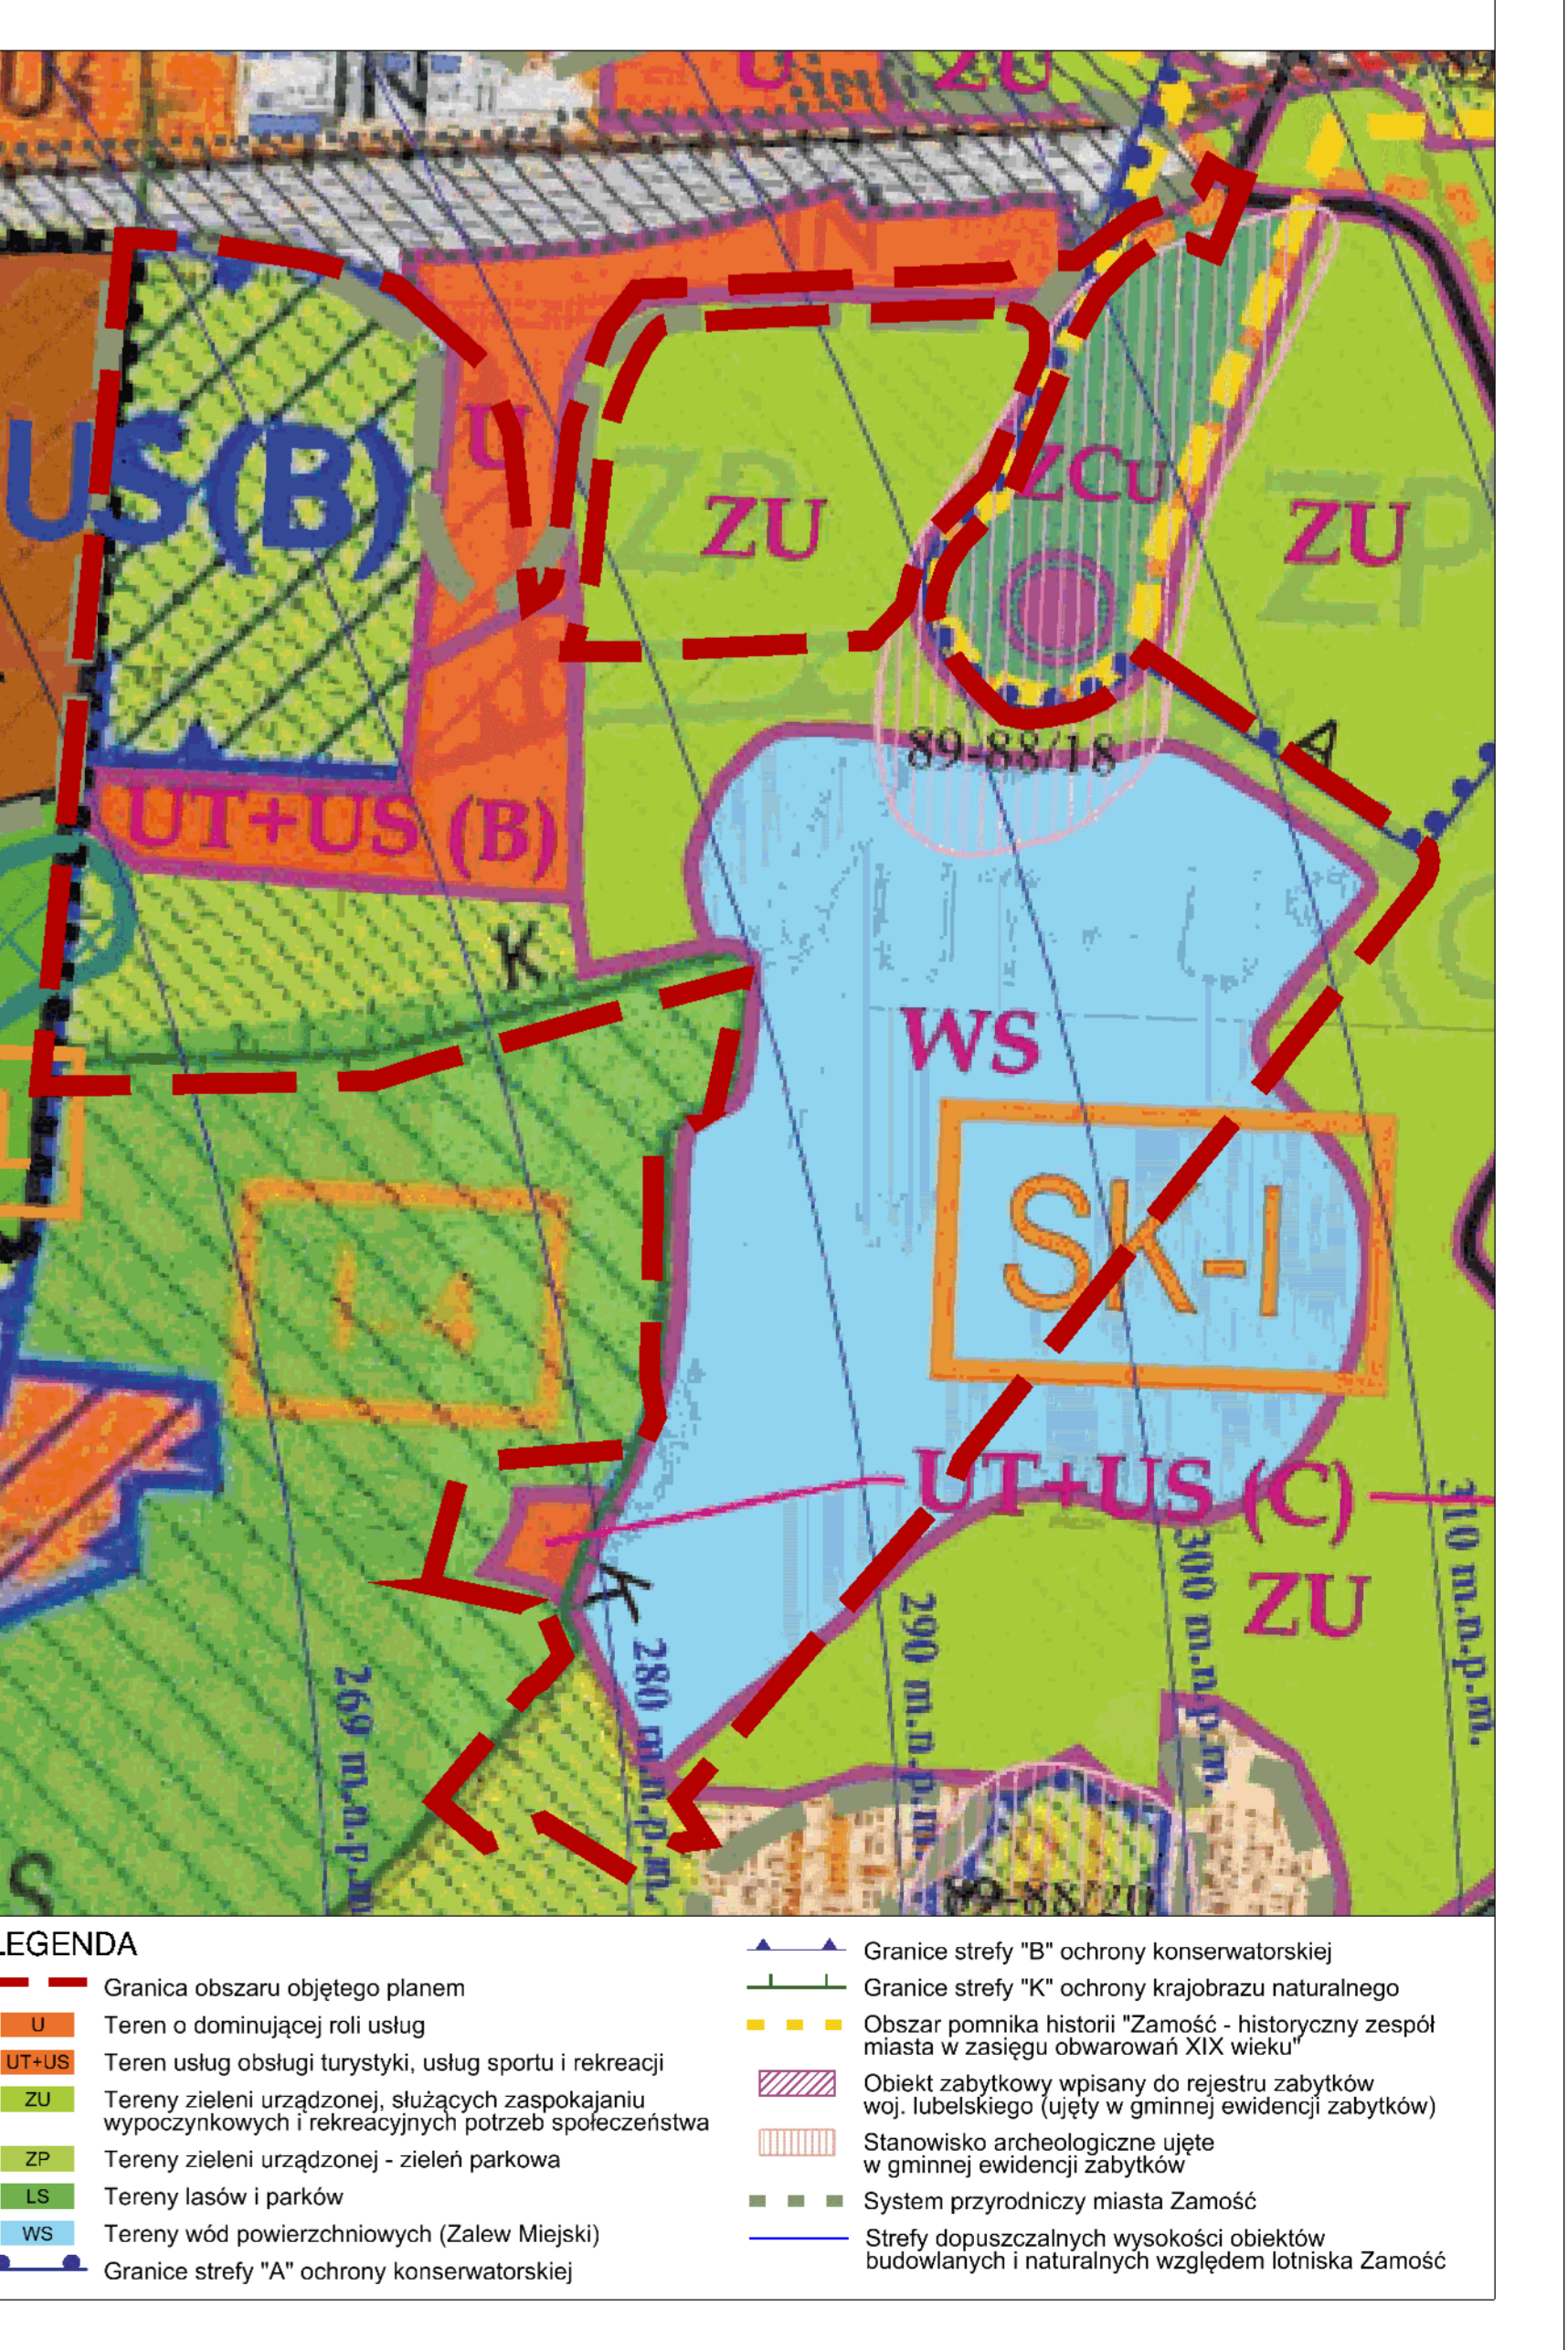 UK
IN
U
IN
ZU
IN
US(B)
U
ZP
ZU
ZCu
ZU
ZP
89-88/18
A
UT+US (B)
K
WS
SK-I
UT+US (C)
K
ZU
269 m.n.p.m
280 m.n.p.m.
290 m.n.p.m.
300 m.n.p.m.
310 m.n.p.m.
S
89-88/20
LEGENDA
Granica obszaru objętego planem
U Teren o dominującej roli usług
UT+US Teren usług obsługi turystyki, usług sportu i rekreacji
ZU Tereny zieleni urządzonej, służących zaspokajaniu
wypoczynkowych i rekreacyjnych potrzeb społeczeństwa
ZP Tereny zieleni urządzonej - zieleń parkowa
LS Tereny lasów i parków
WS Tereny wód powierzchniowych (Zalew Miejski)
Granice strefy "A" ochrony konserwatorskiej
Granice strefy "B" ochrony konserwatorskiej
Granice strefy "K" ochrony krajobrazu naturalnego
Obszar pomnika historii "Zamość - historyczny zespół
miasta w zasięgu obwarowań XIX wieku"
Obiekt zabytkowy wpisany do rejestru zabytków
woj. lubelskiego (ujęty w gminnej ewidencji zabytków)
Stanowisko archeologiczne ujęte
w gminnej ewidencji zabytków
System przyrodniczy miasta Zamość
Strefy dopuszczalnych wysokości obiektów
budowlanych i naturalnych względem lotniska Zamość